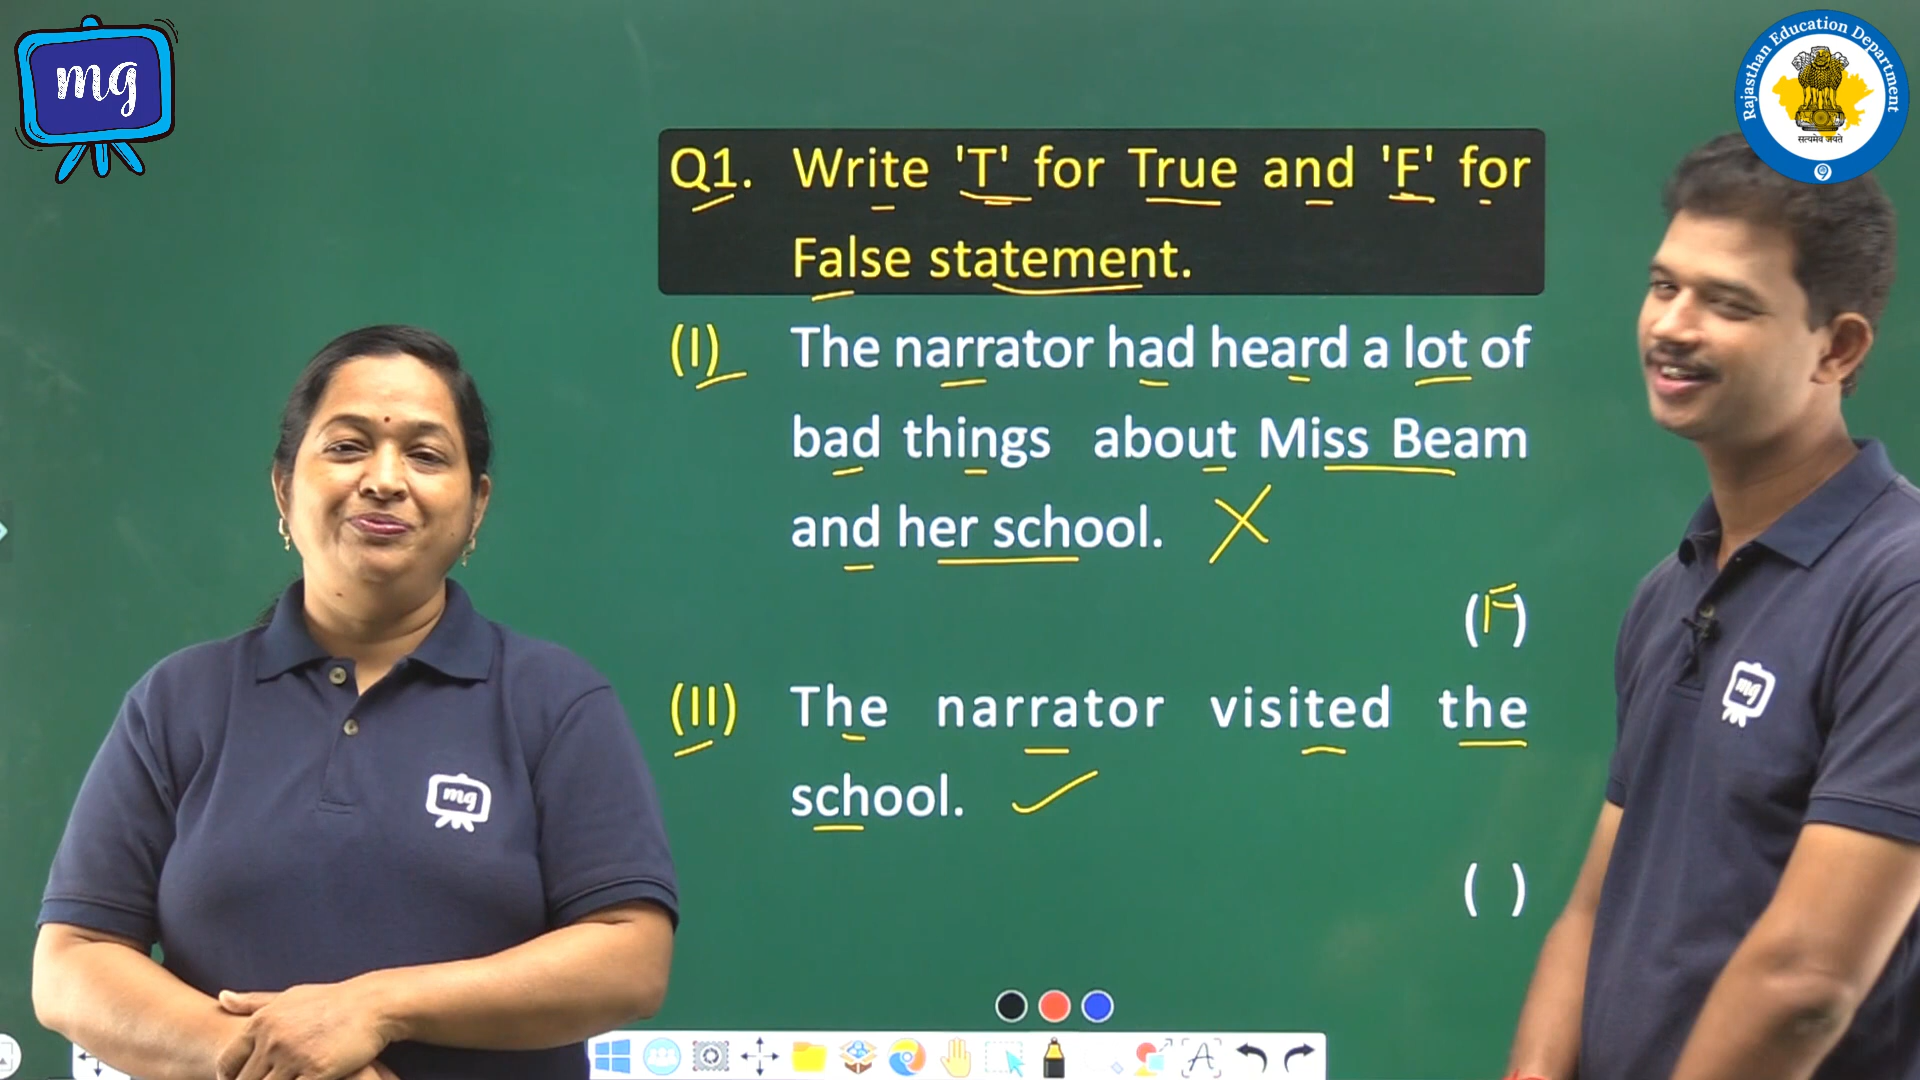 mg
Rajasthan Education Department
सत्यमेव जयते
Q1. Write 'T' for True and 'F' for
False statement.
(I) The narrator had heard a lot of
bad things about Miss Beam
and her school.
(F)
(II) The narrator visited the
school.
( )
mg
mg
A